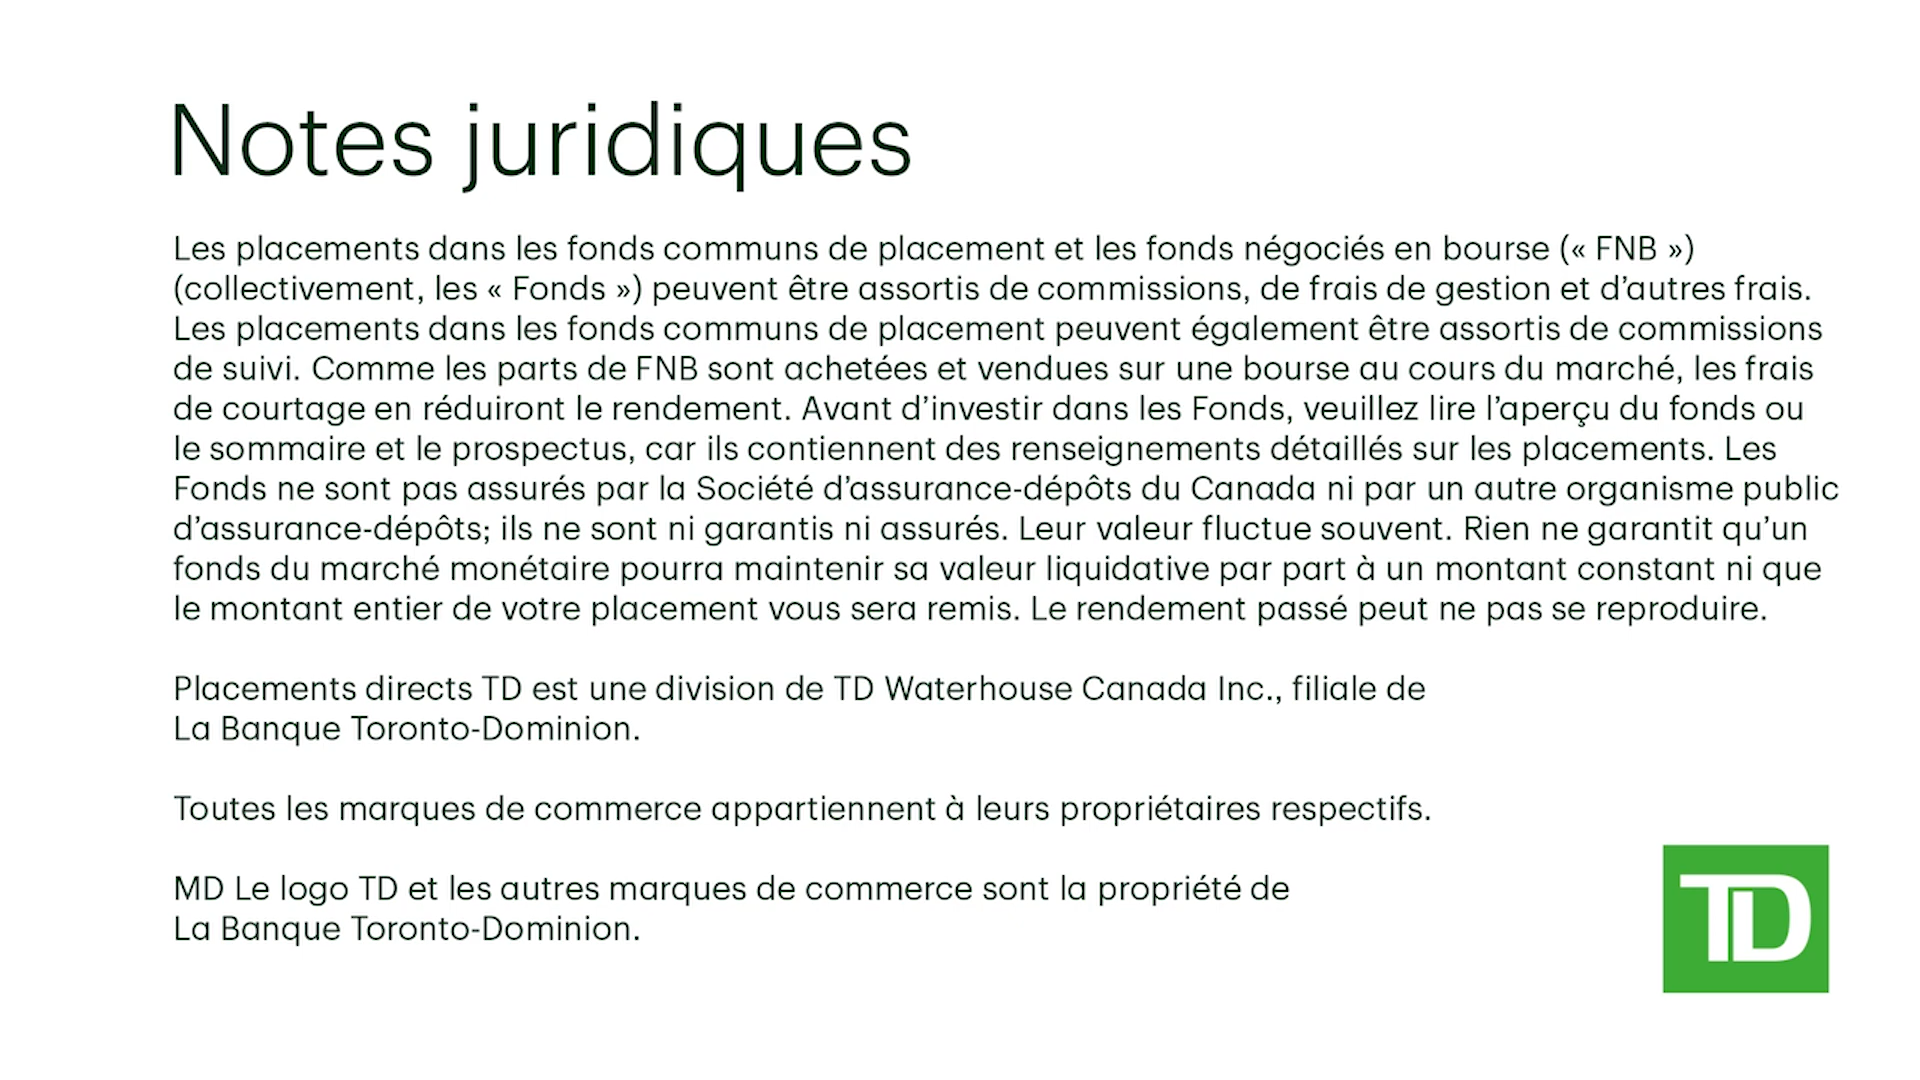 Notes juridiques
Les placements dans les fonds communs de placement et les fonds négociés en bourse (« FNB »)
(collectivement, les « Fonds ») peuvent être assortis de commissions, de frais de gestion et d’autres frais.
Les placements dans les fonds communs de placement peuvent également être assortis de commissions
de suivi. Comme les parts de FNB sont achetées et vendues sur une bourse au cours du marché, les frais
de courtage en réduiront le rendement. Avant d’investir dans les Fonds, veuillez lire l’aperçu du fonds ou
le sommaire et le prospectus, car ils contiennent des renseignements détaillés sur les placements. Les
Fonds ne sont pas assurés par la Société d’assurance-dépôts du Canada ni par un autre organisme public
d’assurance-dépôts; ils ne sont ni garantis ni assurés. Leur valeur fluctue souvent. Rien ne garantit qu’un
fonds du marché monétaire pourra maintenir sa valeur liquidative par part à un montant constant ni que
le montant entier de votre placement vous sera remis. Le rendement passé peut ne pas se reproduire.
Placements directs TD est une division de TD Waterhouse Canada Inc., filiale de
La Banque Toronto-Dominion.
Toutes les marques de commerce appartiennent à leurs propriétaires respectifs.
MD Le logo TD et les autres marques de commerce sont la propriété de
La Banque Toronto-Dominion.
TD